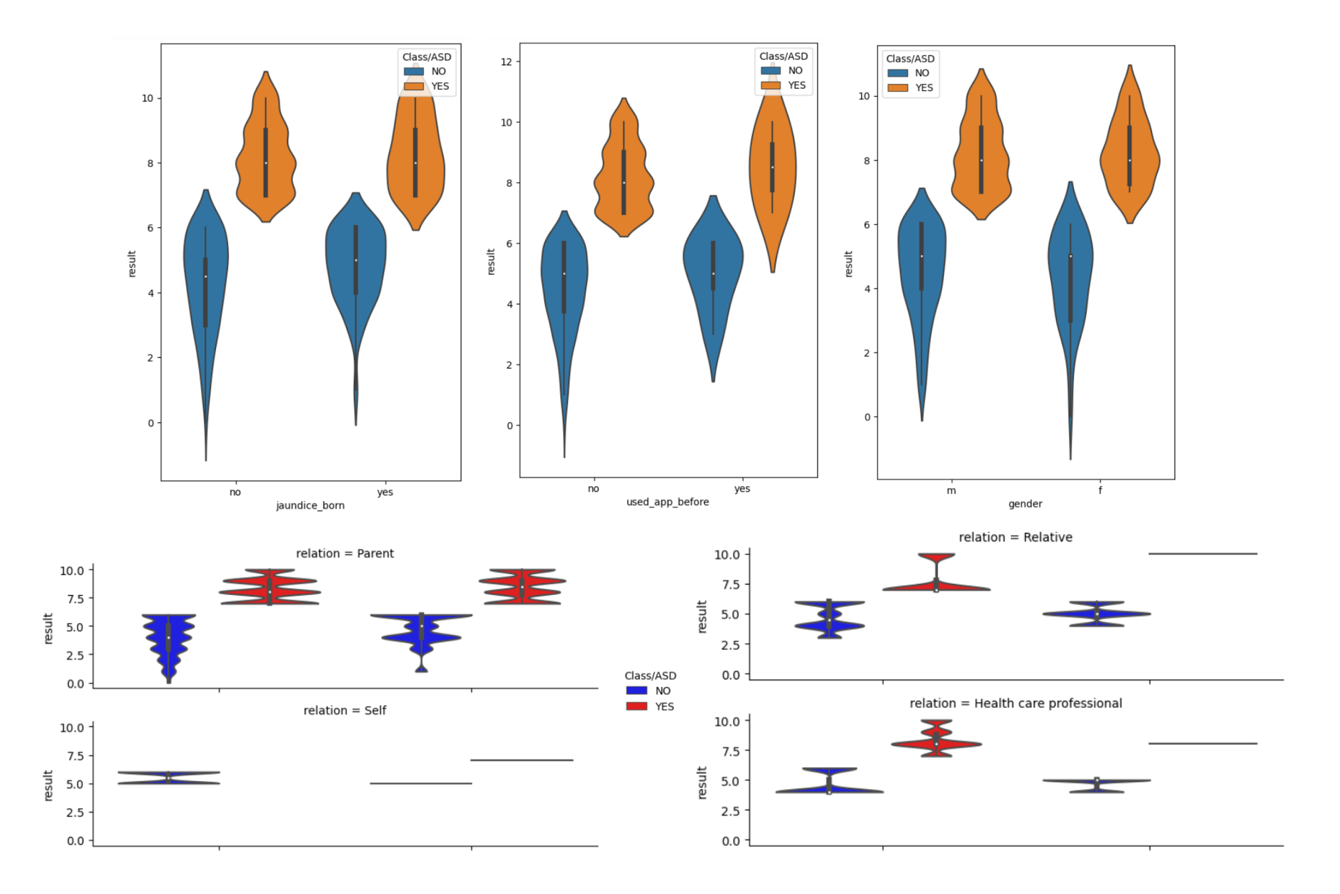 Class/ASD
NO
YES
10
8
6
4
2
0
result
no
yes
jaundice_born
Class/ASD
NO
YES
12
10
8
6
4
2
0
result
no
yes
used_app_before
Class/ASD
NO
YES
10
8
6
4
2
0
result
m
f
gender
relation = Parent
10.0
7.5
5.0
2.5
0.0
result
relation = Relative
10.0
7.5
5.0
2.5
0.0
result
Class/ASD
NO
YES
relation = Self
10.0
7.5
5.0
2.5
0.0
result
relation = Health care professional
10.0
7.5
5.0
2.5
0.0
result